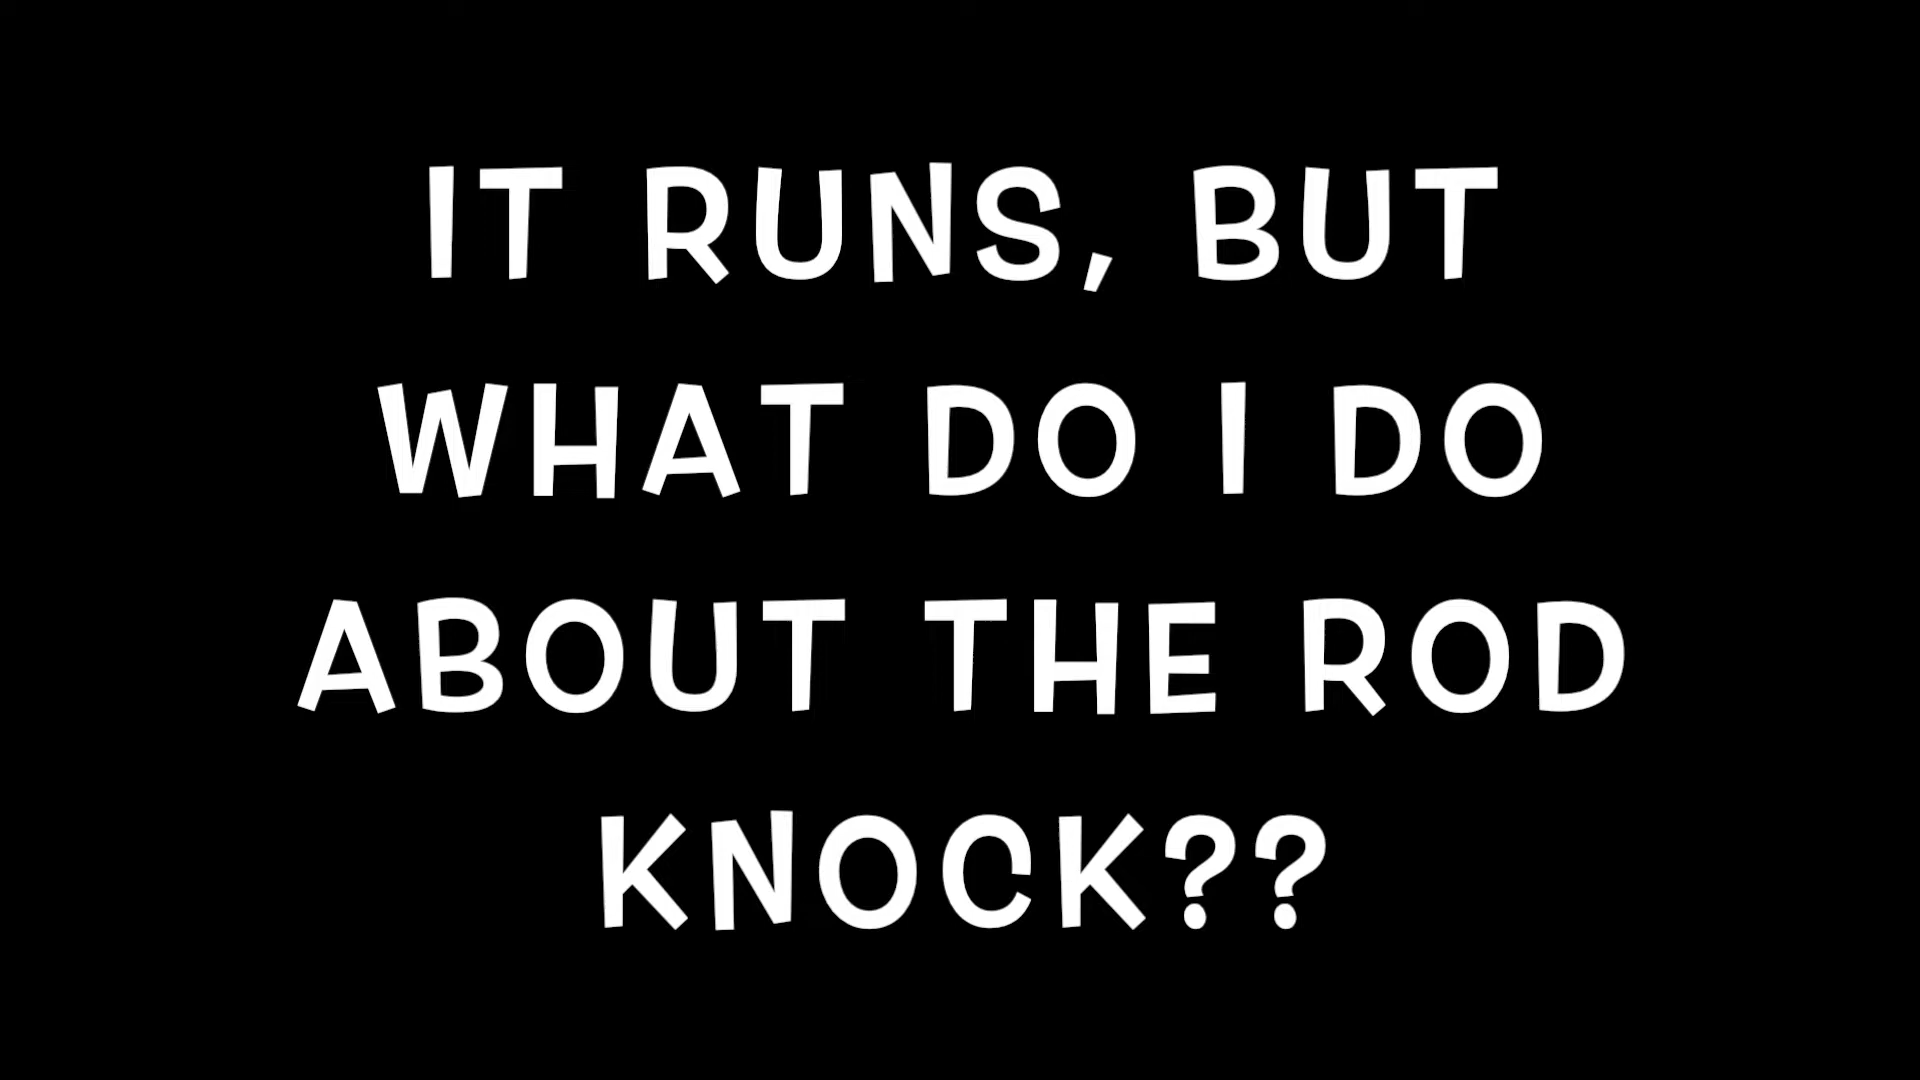 IT RUNS, BUT
WHAT DO I DO
ABOUT THE ROD
KNOCK??